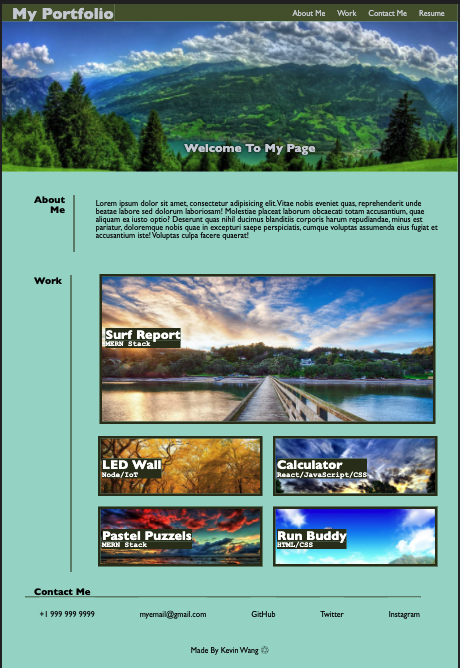 My Portfolio
About Me Work Contact Me Resume
Welcome To My Page
About
Me
Lorem ipsum dolor sit amet, consectetur adipisicing elit. Vitae nobis eveniet quas, reprehenderit unde
beatae labore sed dolorum laboriosam! Molestiae placeat laborum obcaecati totam accusantium, quae
aliquam ea iusto optio? Deserunt quas nihil ducimus blanditiis corporis harum repudiandae, minus est
pariatur, doloremque nobis quae in excepturi saepe perspiciatis, cumque voluptas assumenda eius fugiat et
accusantium iste! Voluptas culpa facere quaerat!
Work
Surf Report
MERN Stack
LED Wall
Node/IoT
Calculator
React/JavaScript/CSS
Pastel Puzzels
MERN Stack
Run Buddy
HTML/CSS
Contact Me
+1 999 999 9999 myemail@gmail.com GitHub Twitter Instagram
Made By Kevin Wang